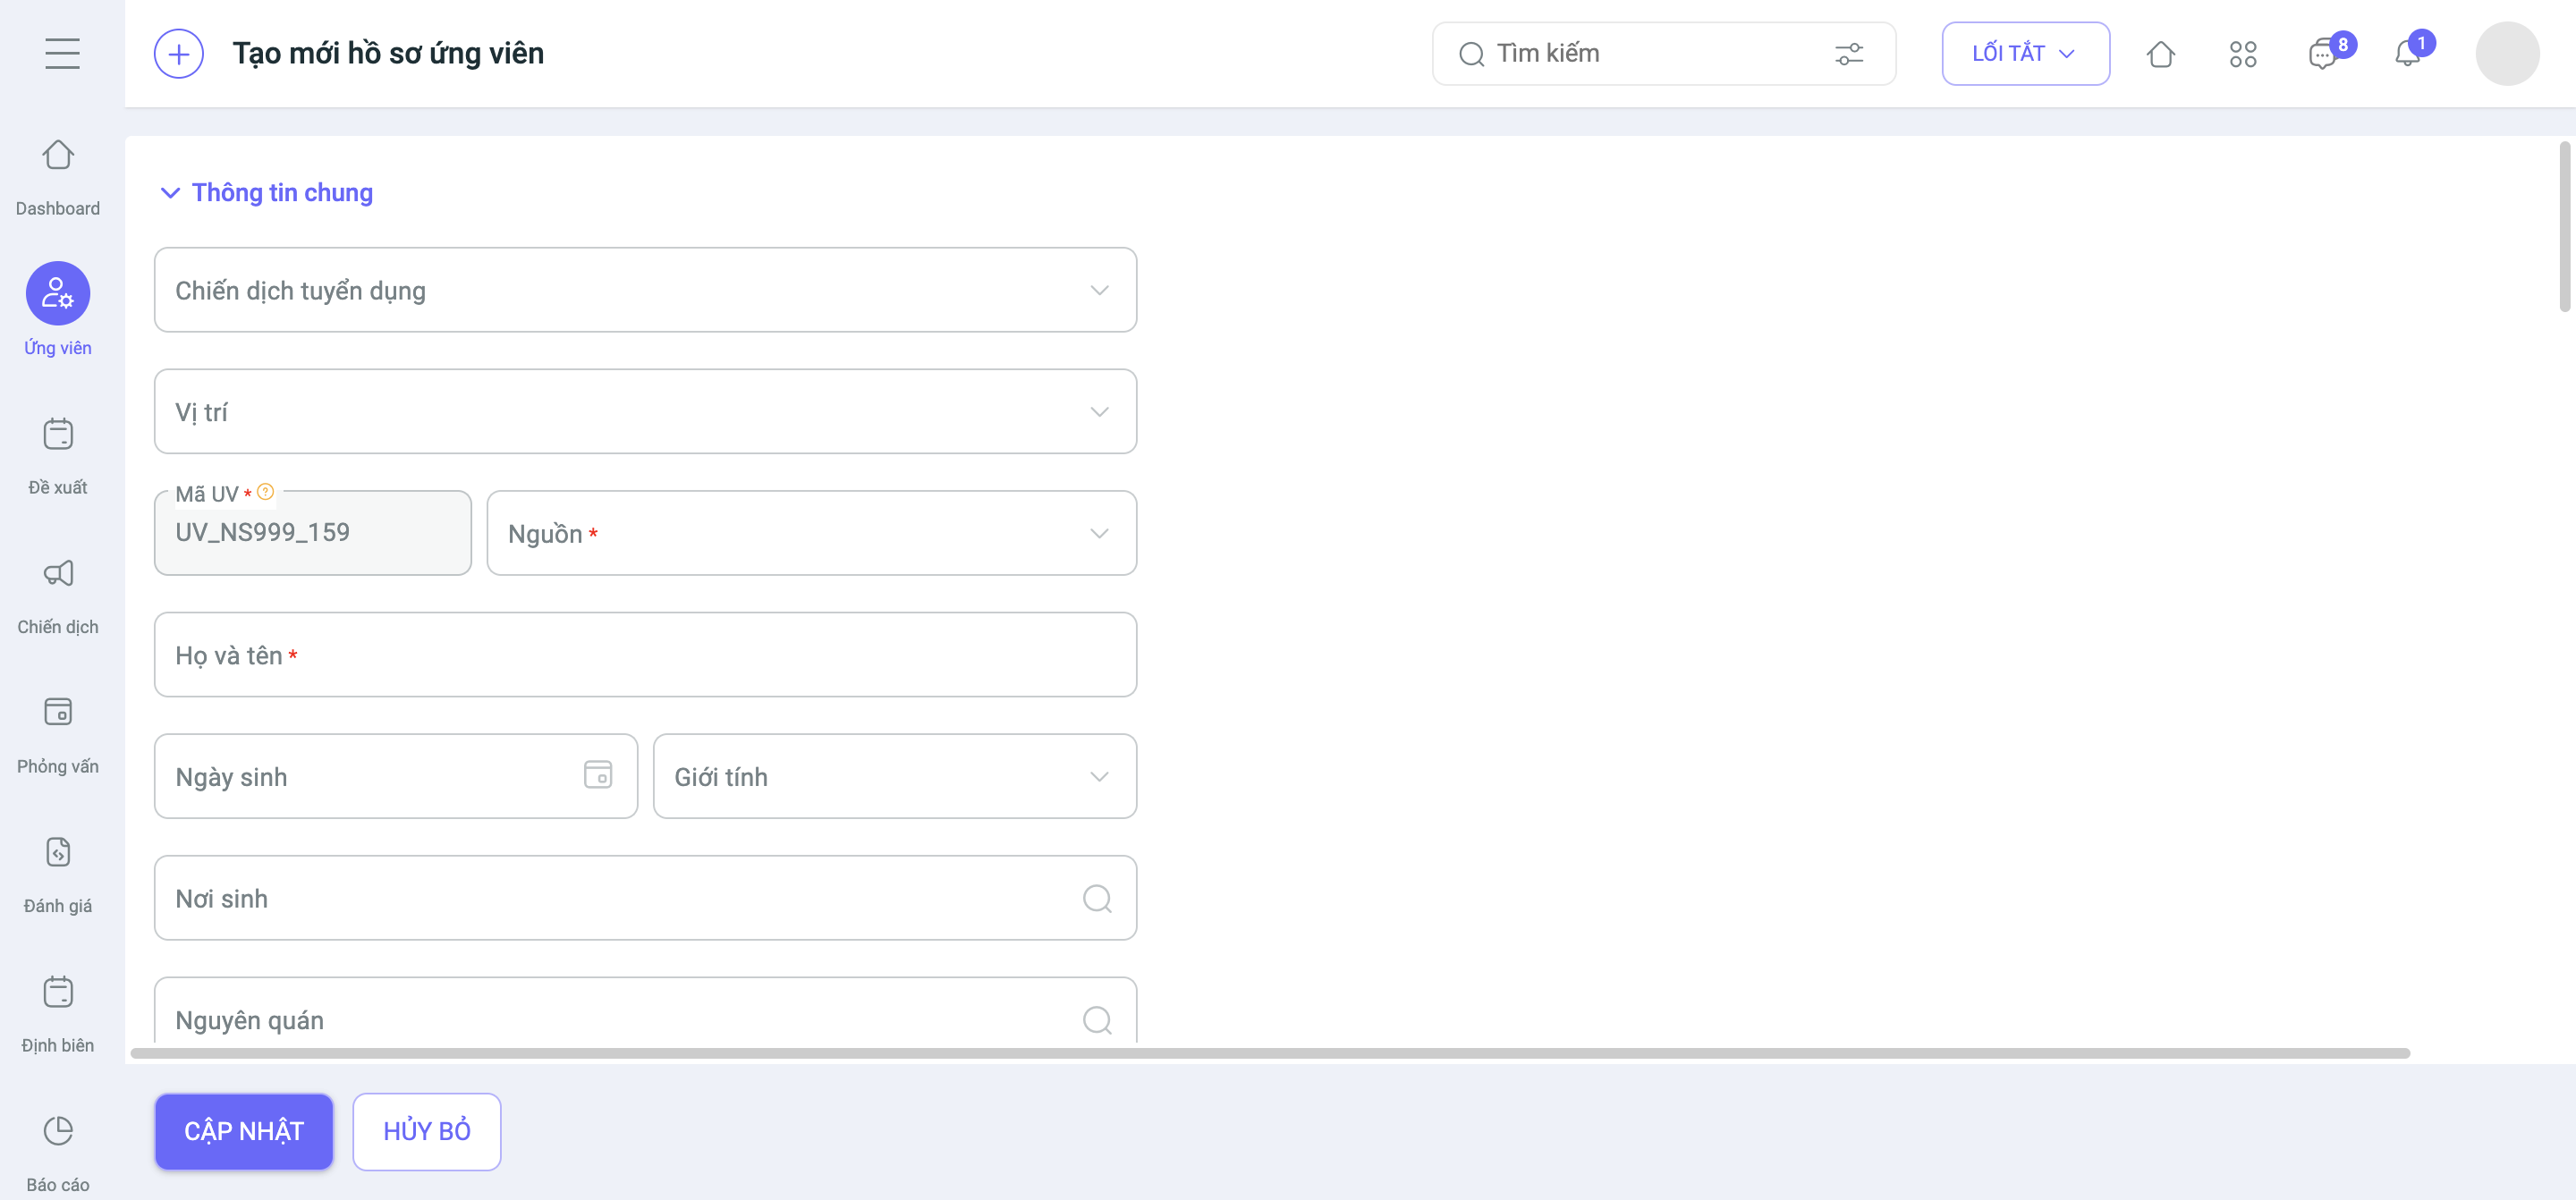 Tạo mới hồ sơ ứng viên
Tìm kiếm
LỐI TẮT
8
1
Dashboard
Ứng viên
Đề xuất
Chiến dịch
Phỏng vấn
Đánh giá
Định biên
Báo cáo
Thông tin chung
Chiến dịch tuyển dụng
Vị trí
Mã UV *
UV_NS999_159
Nguồn *
Họ và tên *
Ngày sinh
Giới tính
Nơi sinh
Nguyên quán
CẬP NHẬT
HỦY BỎ